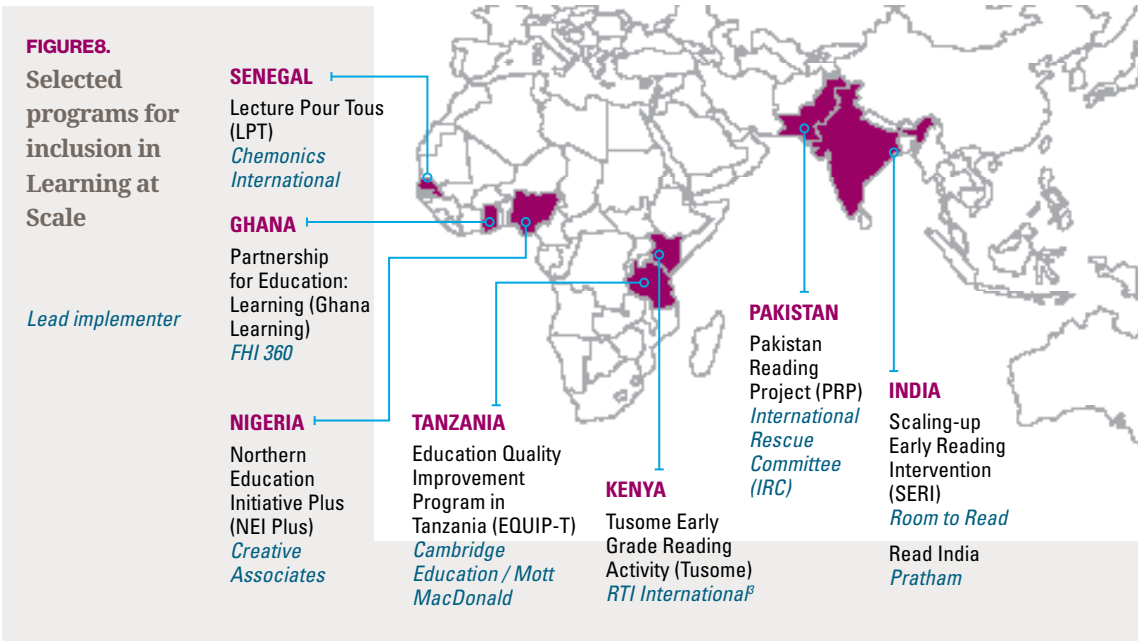 FIGURE8.
Selected
programs for
inclusion in
Learning at
Scale
Lead implementer
SENEGAL
Lecture Pour Tous
(LPT)
Chemonics
International
GHANA
Partnership
for Education:
Learning (Ghana
Learning)
FHI 360
NIGERIA
Northern
Education
Initiative Plus
(NEI Plus)
Creative
Associates
TANZANIA
Education Quality
Improvement
Program in
Tanzania (EQUIP-T)
Cambridge
Education / Mott
MacDonald
KENYA
Tusome Early
Grade Reading
Activity (Tusome)
RTI International³
PAKISTAN
Pakistan
Reading
Project (PRP)
International
Rescue
Committee
(IRC)
INDIA
Scaling-up
Early Reading
Intervention
(SERI)
Room to Read
Read India
Pratham